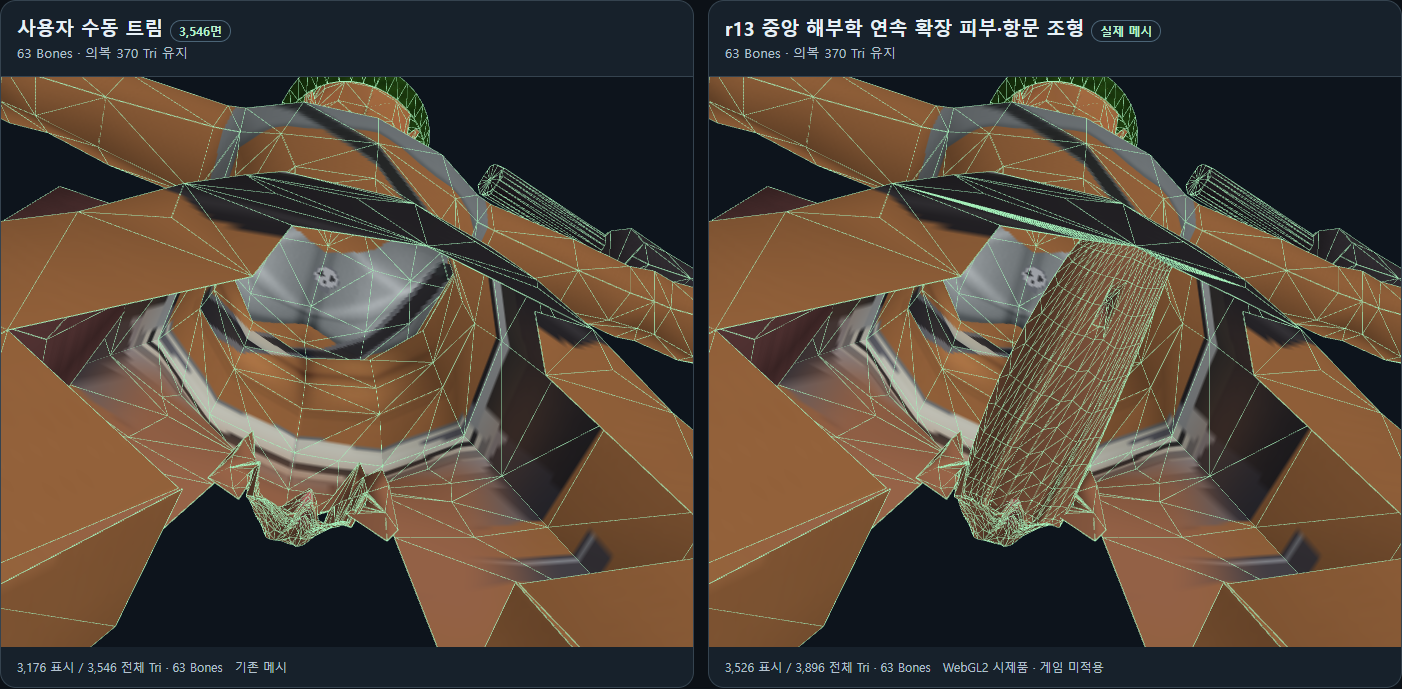 사용자 수동 트림 3,546면
63 Bones · 의복 370 Tri 유지
3,176 표시 / 3,546 전체 Tri · 63 Bones 기존 메시
r13 중앙 해부학 연속 확장 피부·항문 조형 실제 메시
63 Bones · 의복 370 Tri 유지
3,526 표시 / 3,896 전체 Tri · 63 Bones WebGL2 시제품 · 게임 미적용